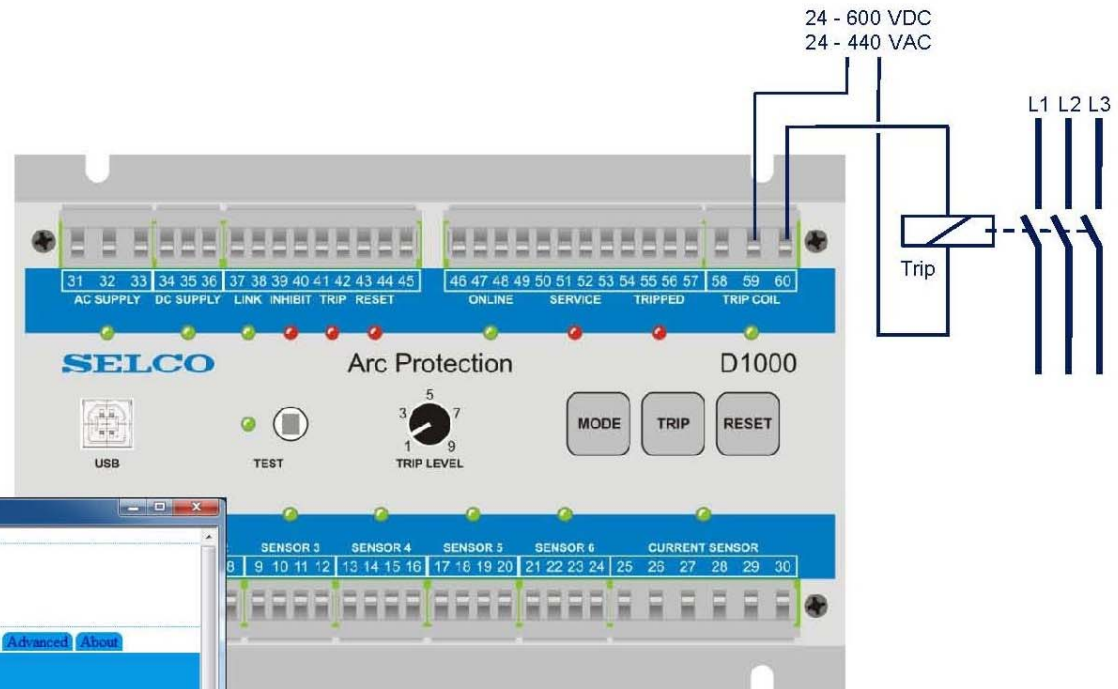 24 - 600 VDC
24 - 440 VAC
L1 L2 L3
Trip
31 32 33 34 35 36 37 38 39 40 41 42 43 44 45 46 47 48 49 50 51 52 53 54 55 56 57 58 59 60
AC SUPPLY DC SUPPLY LINK INHIBIT TRIP RESET ONLINE SERVICE TRIPPED TRIP COIL
SELCO Arc Protection D1000
1 3 5 7 9
MODE TRIP RESET
USB TEST TRIP LEVEL
SENSOR 3 SENSOR 4 SENSOR 5 SENSOR 6 CURRENT SENSOR
8 9 10 11 12 13 14 15 16 17 18 19 20 21 22 23 24 25 26 27 28 29 30
Advanced About